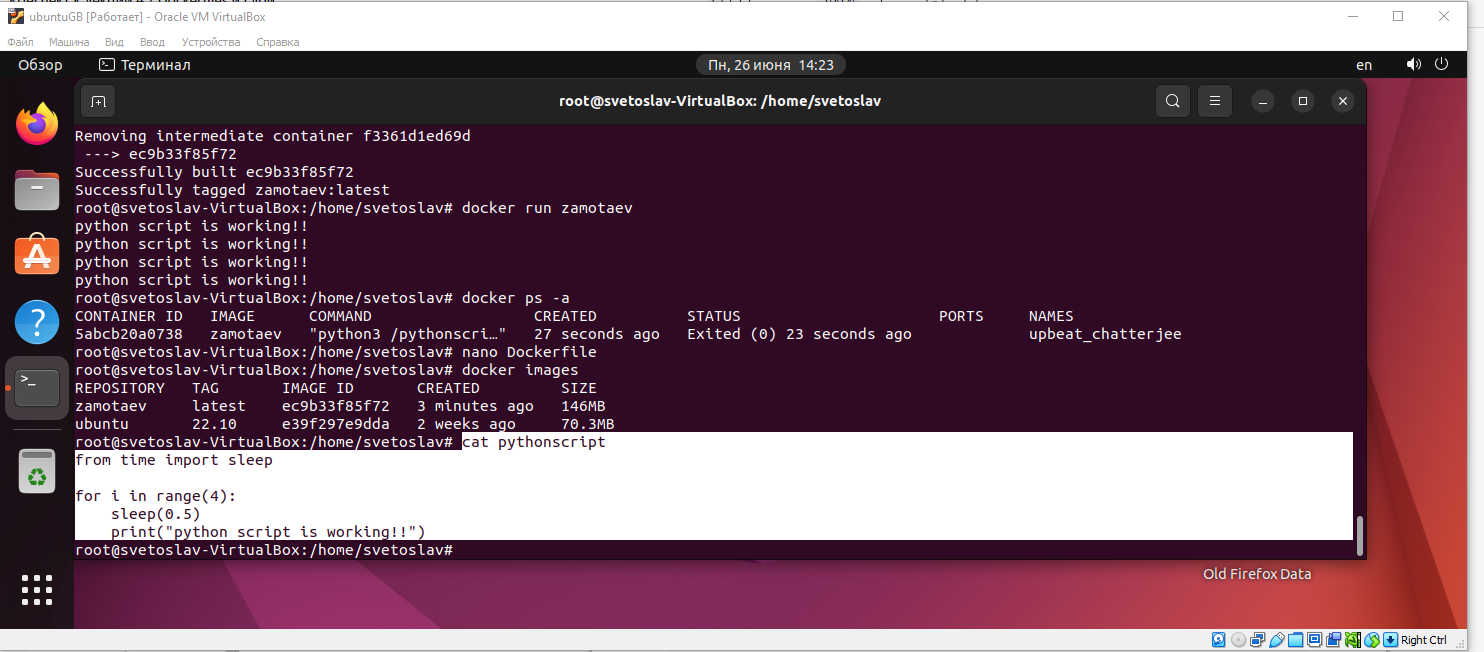 ubuntuGB [Работает] - Oracle VM VirtualBox
Файл Машина Вид Ввод Устройства Справка
Обзор Терминал Пн, 26 июня 14:23 en
root@svetoslav-VirtualBox: /home/svetoslav
Removing intermediate container f3361d1ed69d
 ---> ec9b33f85f72
Successfully built ec9b33f85f72
Successfully tagged zamotaev:latest
root@svetoslav-VirtualBox:/home/svetoslav# docker run zamotaev
python script is working!!
python script is working!!
python script is working!!
python script is working!!
root@svetoslav-VirtualBox:/home/svetoslav# docker ps -a
CONTAINER ID   IMAGE      COMMAND                  CREATED          STATUS                      PORTS     NAMES
5abcb20a0738   zamotaev   "python3 /pythonscri…"   27 seconds ago   Exited (0) 23 seconds ago             upbeat_chatterjee
root@svetoslav-VirtualBox:/home/svetoslav# nano Dockerfile
root@svetoslav-VirtualBox:/home/svetoslav# docker images
REPOSITORY   TAG       IMAGE ID       CREATED         SIZE
zamotaev     latest    ec9b33f85f72   3 minutes ago   146MB
ubuntu       22.10     e39f297e9dda   2 weeks ago     70.3MB
root@svetoslav-VirtualBox:/home/svetoslav# cat pythonscript
from time import sleep

for i in range(4):
    sleep(0.5)
    print("python script is working!!")
root@svetoslav-VirtualBox:/home/svetoslav#
Old Firefox Data
Right Ctrl